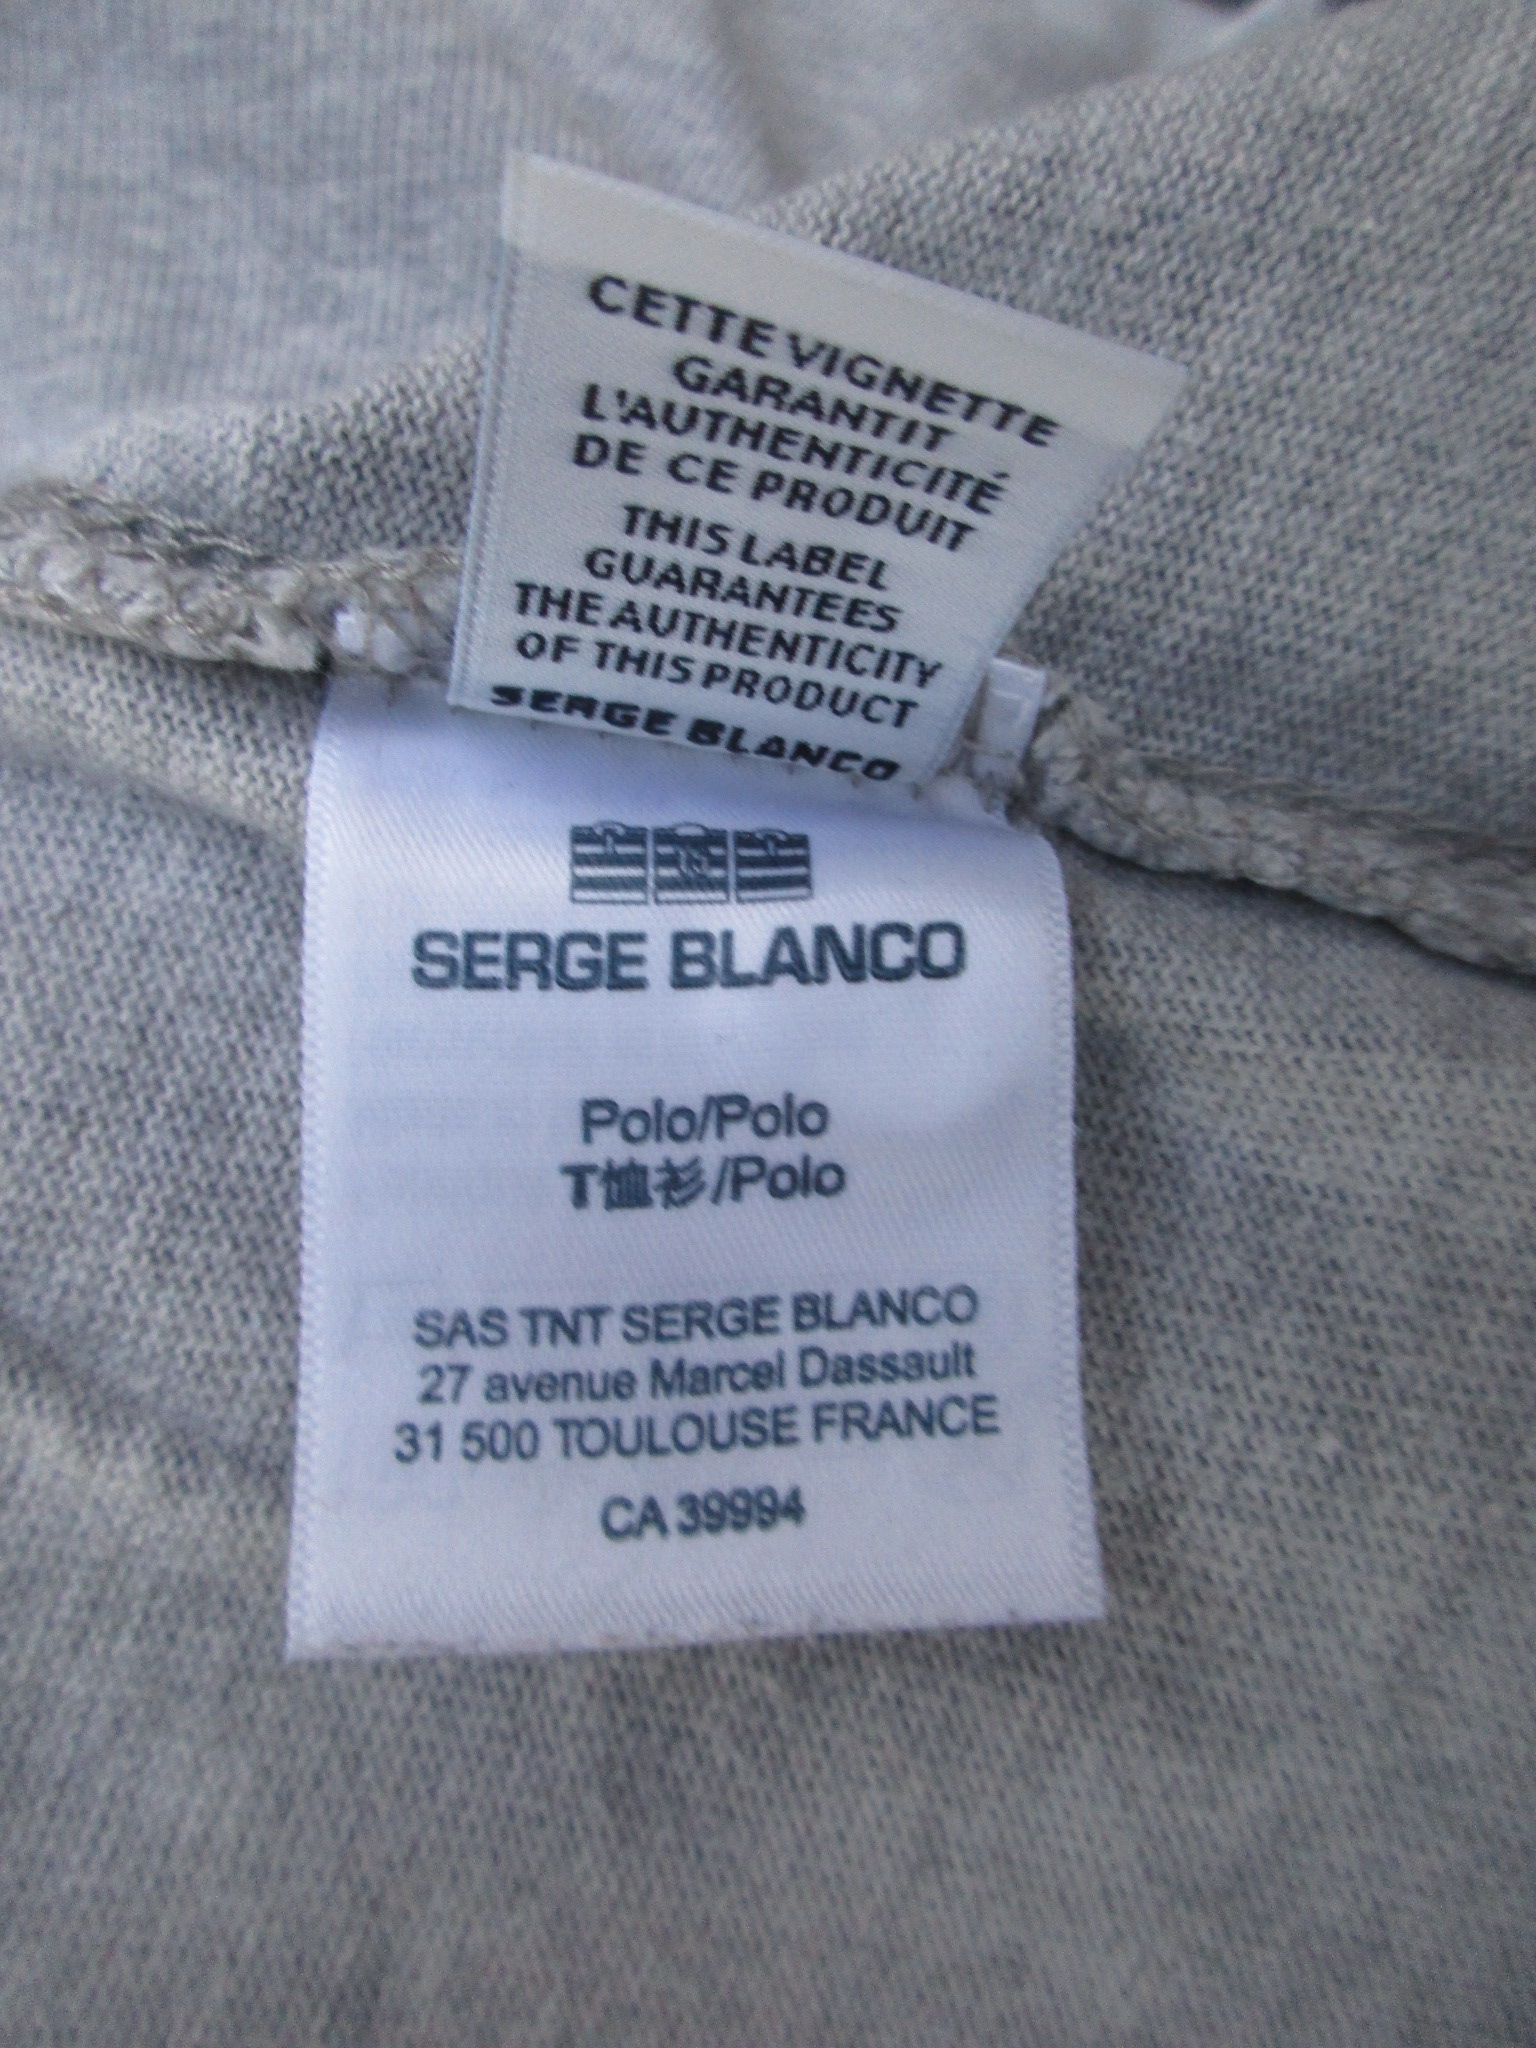 CETTE VIGNETTE
GARANTIT
L'AUTHENTICITÉ
DE CE PRODUIT
THIS LABEL
GUARANTEES
THE AUTHENTICITY
OF THIS PRODUCT
SERGE BLANCO
15
SERGE BLANCO
Polo/Polo
T恤衫/Polo
SAS TNT SERGE BLANCO
27 avenue Marcel Dassault
31 500 TOULOUSE FRANCE
CA 39994